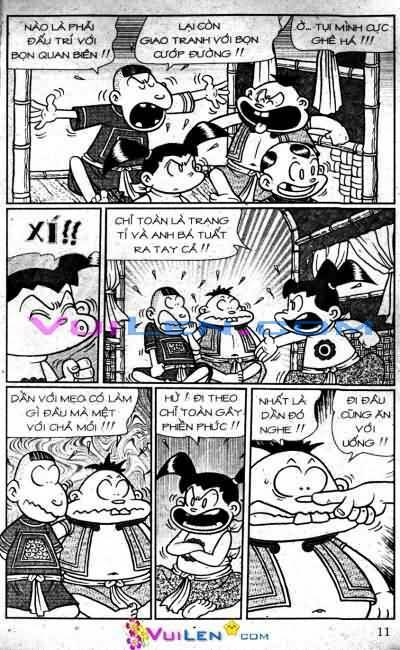 NÀO LÀ PHẢI
ĐẤU TRÍ VỚI
BỌN QUAN BIÊN !!
LẠI CÒN
GIAO TRANH VỚI BỌN
CƯỚP ĐƯỜNG !!
Ờ... TỤI MÌNH CỰC
GHÊ HÁ !!!
XÍ!!
CHỈ TOÀN LÀ TRẠNG
TÍ VÀ ANH BÁ TUẤT
RA TAY CẢ !!
VUILEN.COM
DẦN VỚI MẸO CÓ LÀM
GÌ ĐÂU MÀ MỆT
VỚI CHẢ MỎI !!!
HỪ ! ĐI THEO
CHỈ TOÀN GÂY
PHIỀN PHỨC !!
NHẤT LÀ
DẦN ĐÓ
NGHE !!
ĐI ĐÂU
CŨNG ĂN
VỚI
UỐNG !!
11
VUILEN.COM